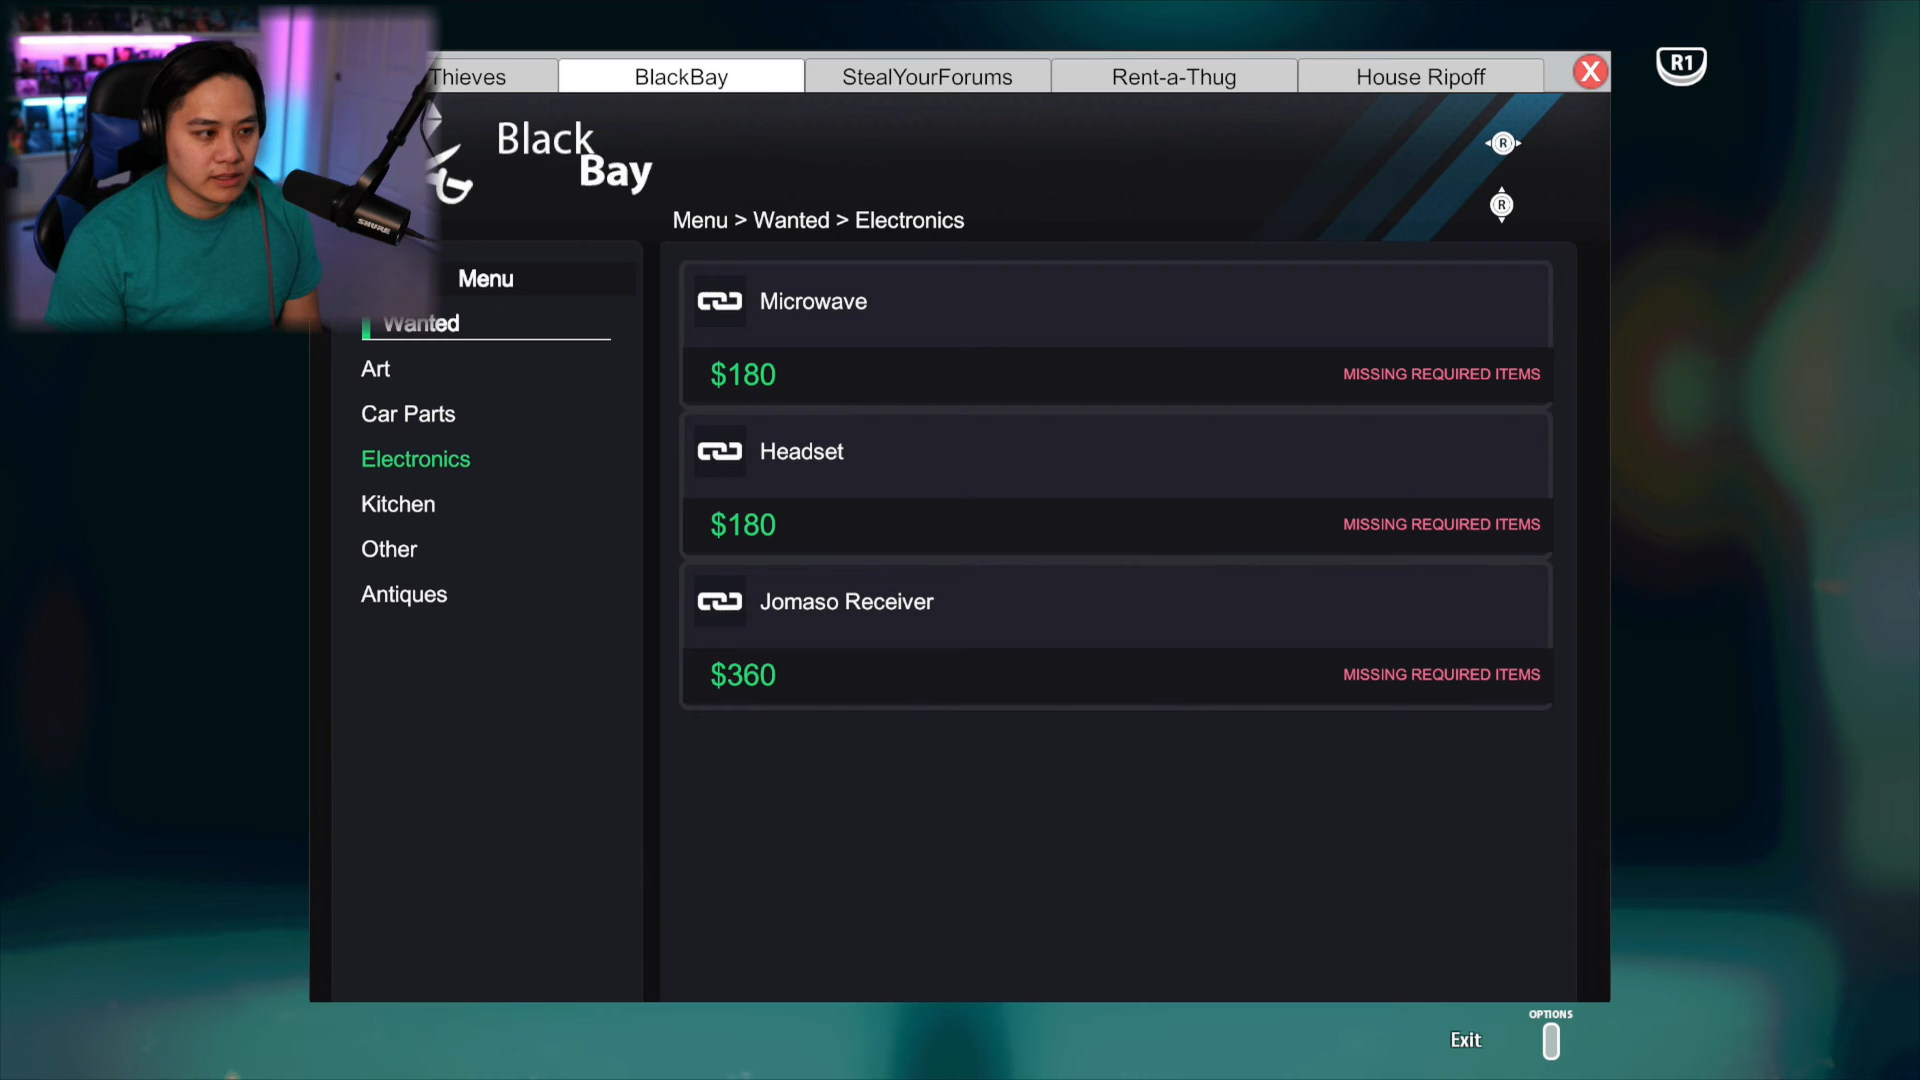 Thieves
BlackBay
StealYourForums
Rent-a-Thug
House Ripoff
X
R1
Black
Bay
R
R
Menu > Wanted > Electronics
SHURE
Menu
Wanted
Art
Car Parts
Electronics
Kitchen
Other
Antiques
Microwave
$180
MISSING REQUIRED ITEMS
Headset
$180
MISSING REQUIRED ITEMS
Jomaso Receiver
$360
MISSING REQUIRED ITEMS
OPTIONS
Exit